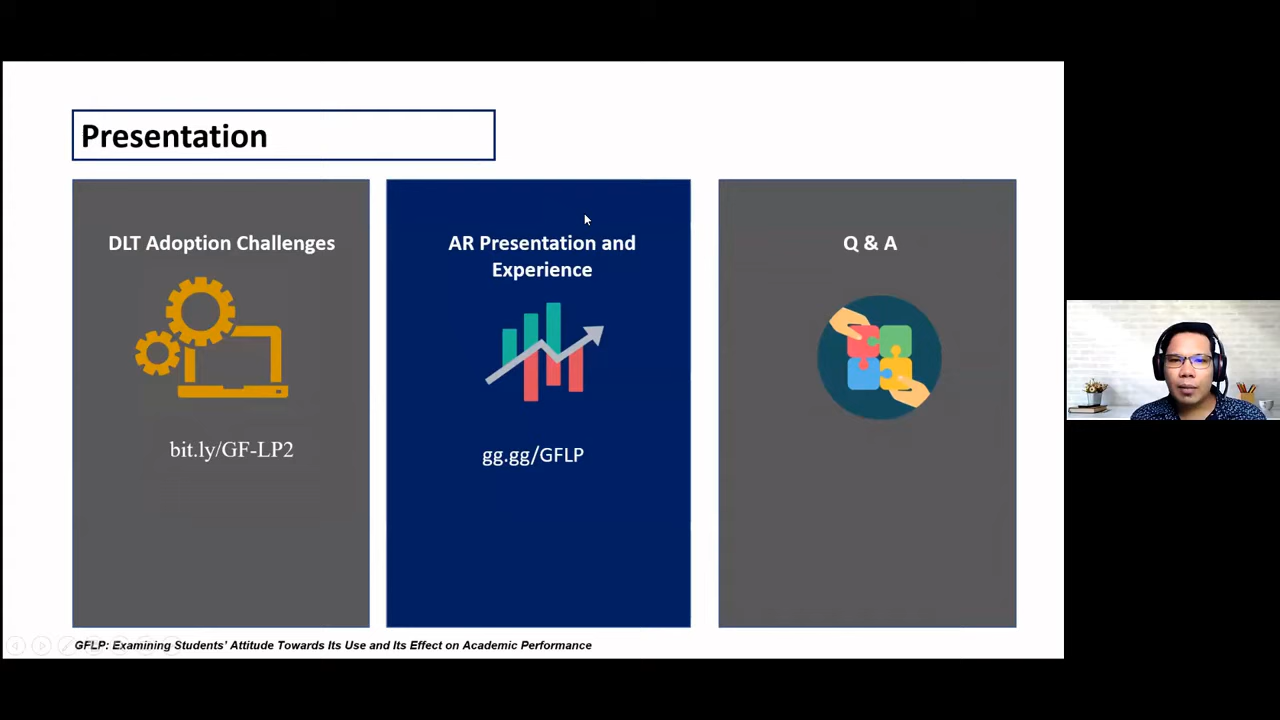 Presentation
DLT Adoption Challenges
bit.ly/GF-LP2
AR Presentation and
Experience
gg.gg/GFLP
Q & A
GFLP: Examining Students' Attitude Towards Its Use and Its Effect on Academic Performance